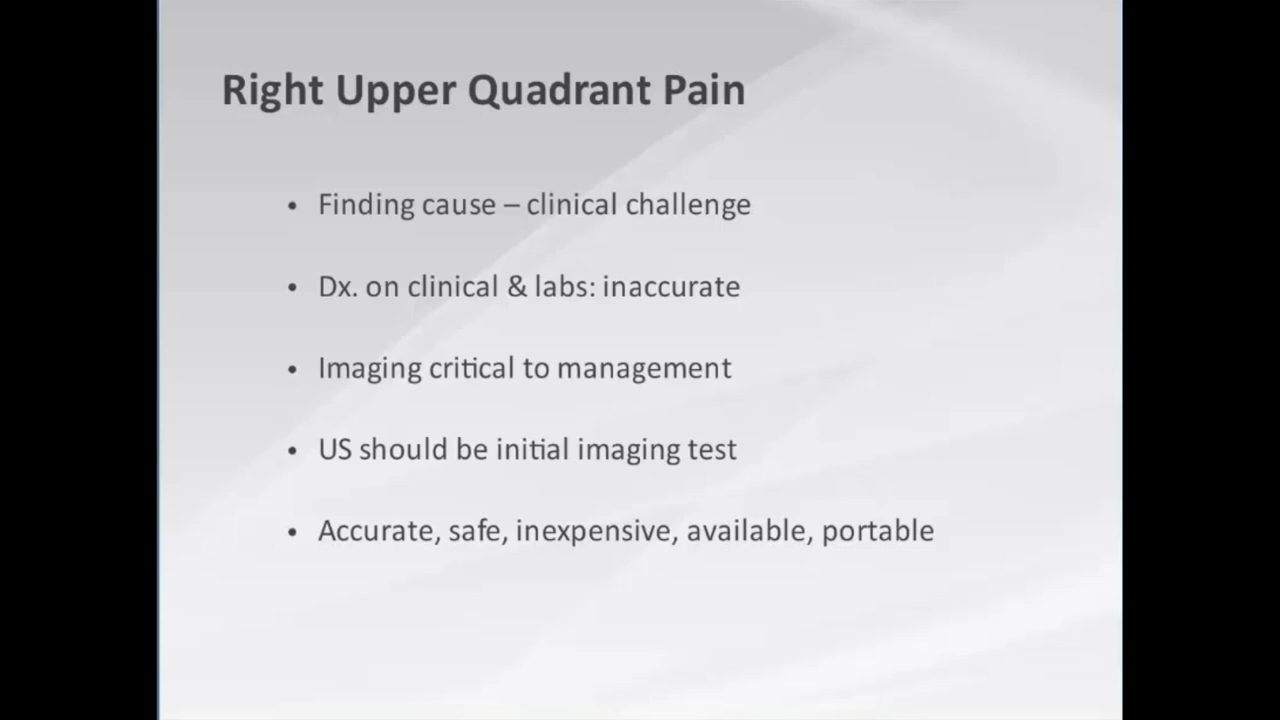 Right Upper Quadrant Pain
• Finding cause – clinical challenge
• Dx. on clinical & labs: inaccurate
• Imaging critical to management
• US should be initial imaging test
• Accurate, safe, inexpensive, available, portable